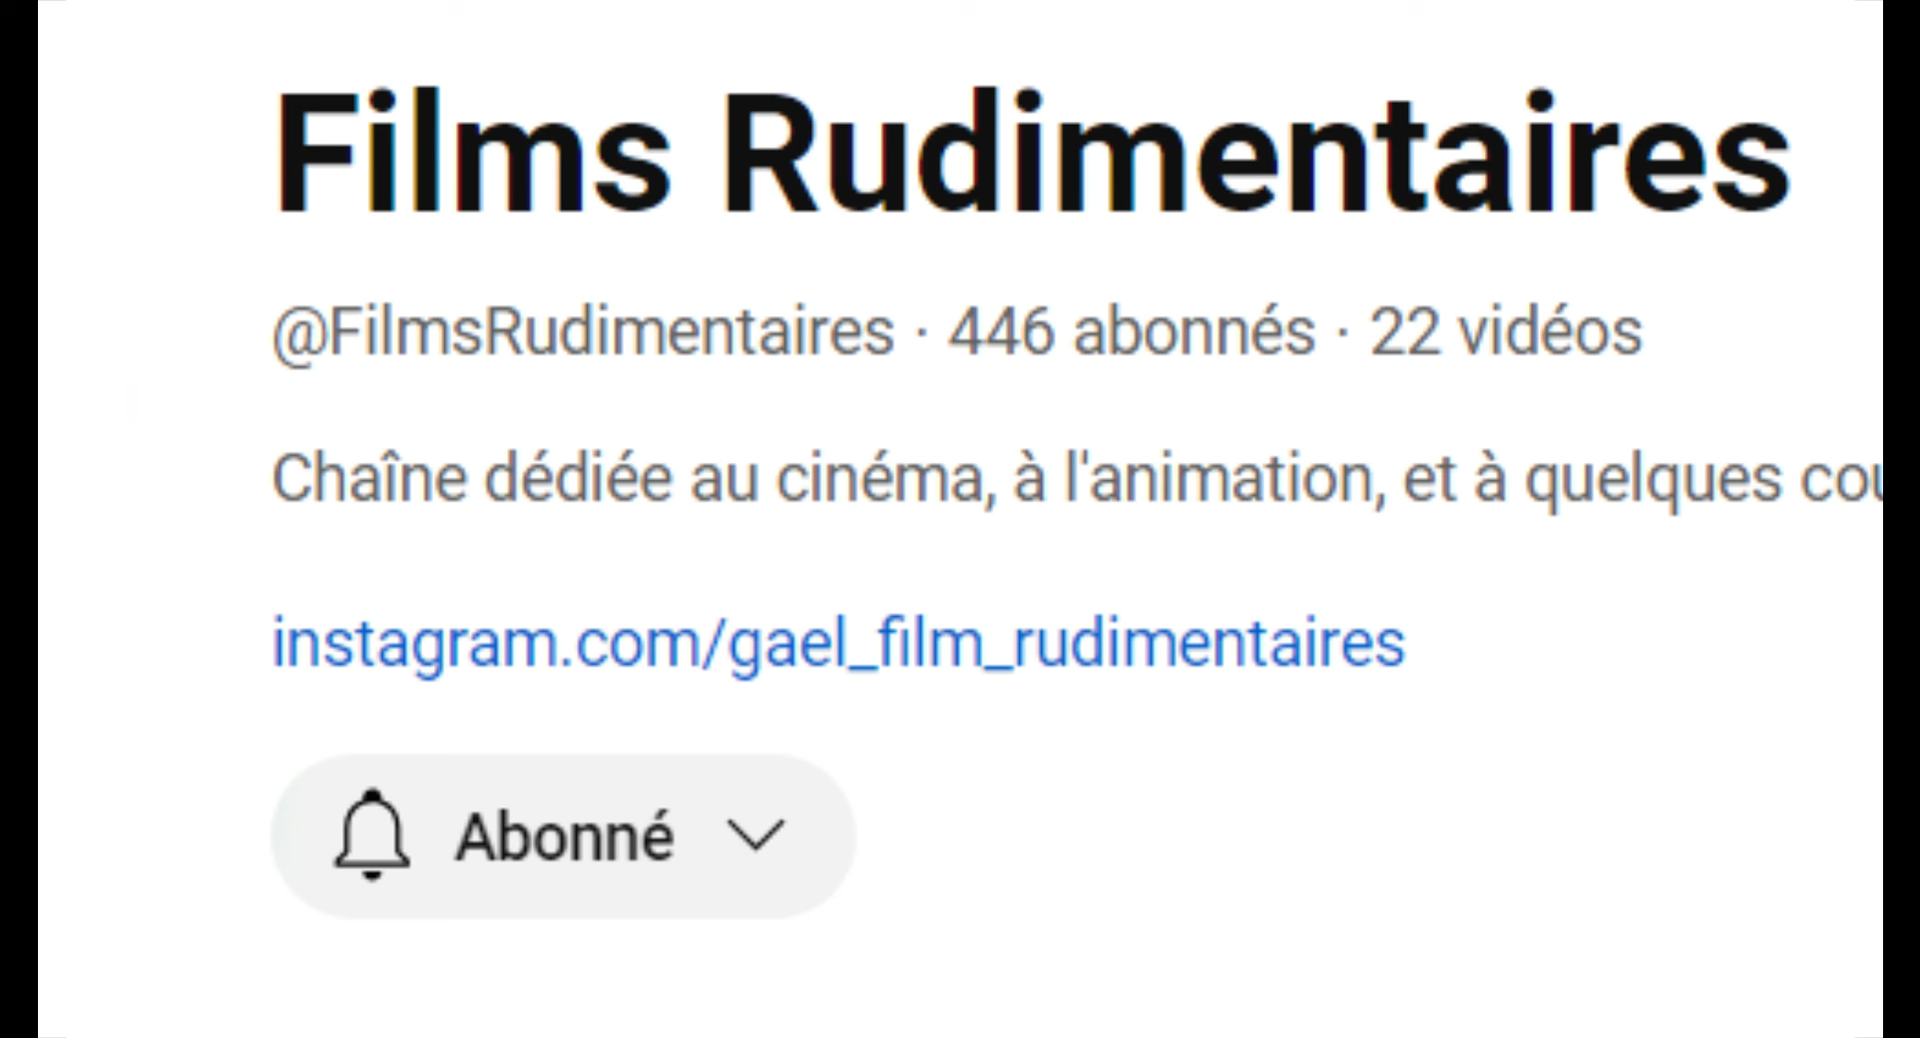 Films Rudimentaires
@FilmsRudimentaires · 446 abonnés · 22 vidéos
Chaîne dédiée au cinéma, à l'animation, et à quelques
instagram.com/gael_film_rudimentaires
Abonné